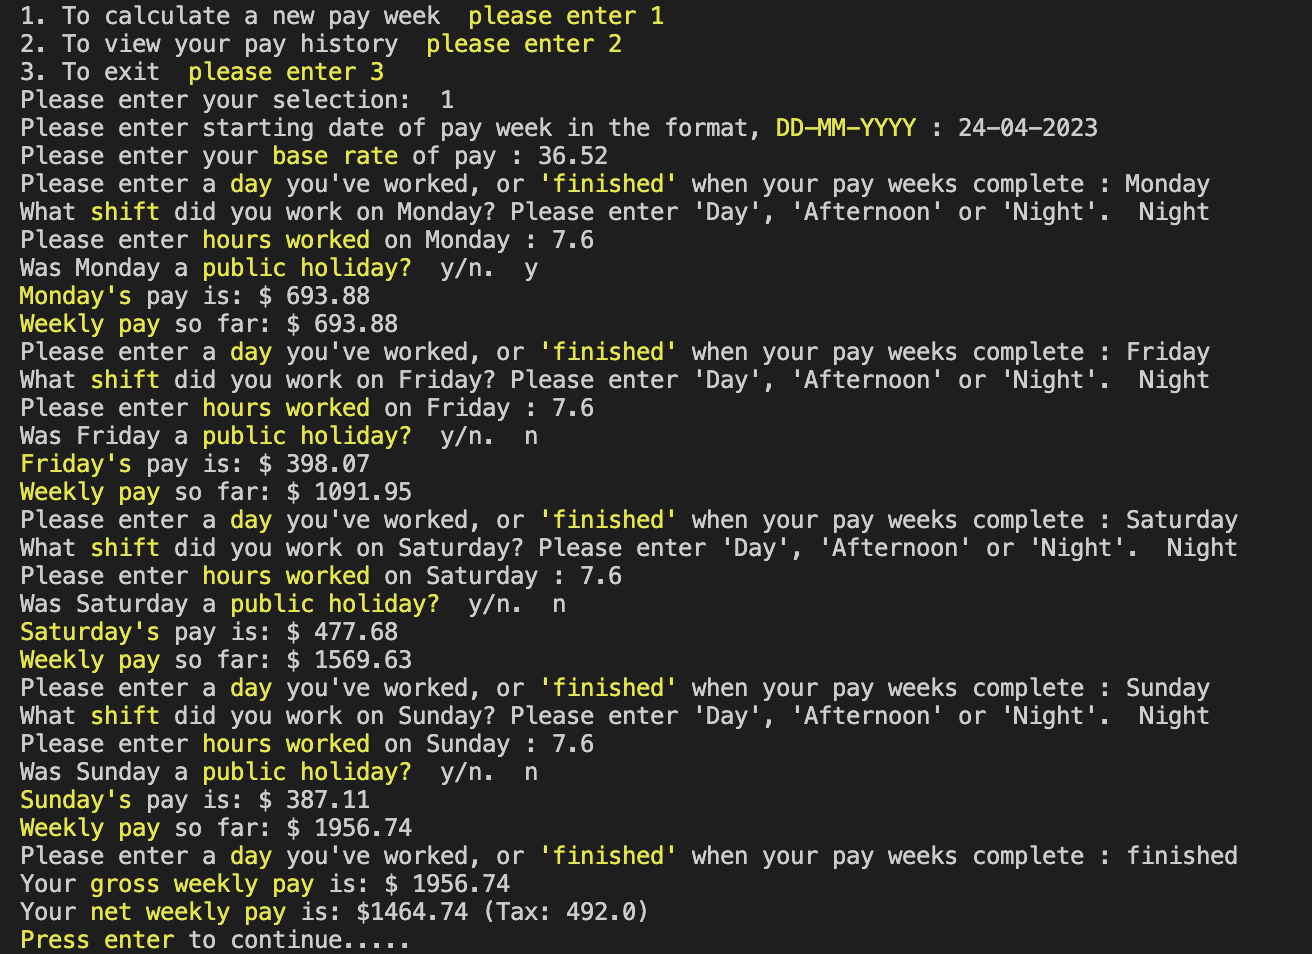 1. To calculate a new pay week  please enter 1
2. To view your pay history  please enter 2
3. To exit  please enter 3
Please enter your selection:  1
Please enter starting date of pay week in the format, DD-MM-YYYY : 24-04-2023
Please enter your base rate of pay : 36.52
Please enter a day you've worked, or 'finished' when your pay weeks complete : Monday
What shift did you work on Monday? Please enter 'Day', 'Afternoon' or 'Night'.  Night
Please enter hours worked on Monday : 7.6
Was Monday a public holiday?  y/n.  y
Monday's pay is: $ 693.88
Weekly pay so far: $ 693.88
Please enter a day you've worked, or 'finished' when your pay weeks complete : Friday
What shift did you work on Friday? Please enter 'Day', 'Afternoon' or 'Night'.  Night
Please enter hours worked on Friday : 7.6
Was Friday a public holiday?  y/n.  n
Friday's pay is: $ 398.07
Weekly pay so far: $ 1091.95
Please enter a day you've worked, or 'finished' when your pay weeks complete : Saturday
What shift did you work on Saturday? Please enter 'Day', 'Afternoon' or 'Night'.  Night
Please enter hours worked on Saturday : 7.6
Was Saturday a public holiday?  y/n.  n
Saturday's pay is: $ 477.68
Weekly pay so far: $ 1569.63
Please enter a day you've worked, or 'finished' when your pay weeks complete : Sunday
What shift did you work on Sunday? Please enter 'Day', 'Afternoon' or 'Night'.  Night
Please enter hours worked on Sunday : 7.6
Was Sunday a public holiday?  y/n.  n
Sunday's pay is: $ 387.11
Weekly pay so far: $ 1956.74
Please enter a day you've worked, or 'finished' when your pay weeks complete : finished
Your gross weekly pay is: $ 1956.74
Your net weekly pay is: $1464.74 (Tax: 492.0)
Press enter to continue.....